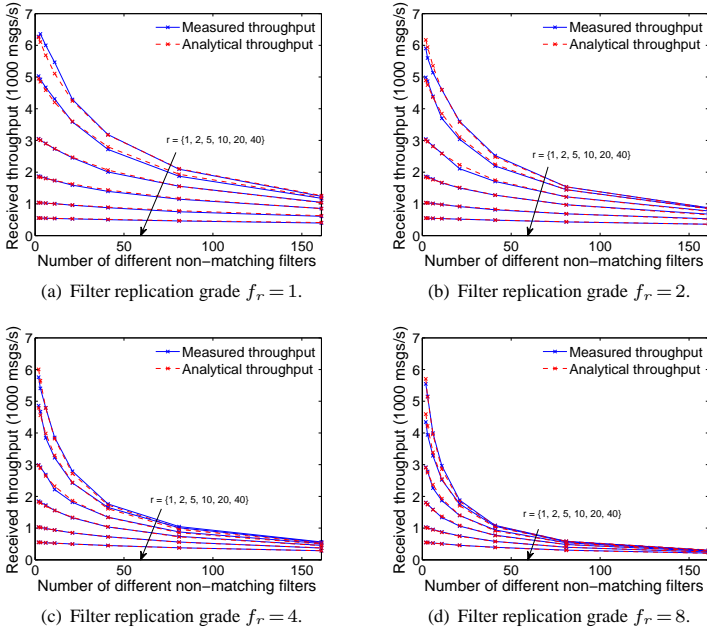 7
6
5
4
3
2
1
0
Received throughput (1000 msgs/s)
Measured throughput
Analytical throughput
r = {1, 2, 5, 10, 20, 40}
0 50 100 150
Number of different non−matching filters
(a) Filter replication grade fr = 1.
7
6
5
4
3
2
1
0
Received throughput (1000 msgs/s)
Measured throughput
Analytical throughput
r = {1, 2, 5, 10, 20, 40}
0 50 100 150
Number of different non−matching filters
(b) Filter replication grade fr = 2.
7
6
5
4
3
2
1
0
Received throughput (1000 msgs/s)
Measured throughput
Analytical throughput
r = {1, 2, 5, 10, 20, 40}
0 50 100 150
Number of different non−matching filters
(c) Filter replication grade fr = 4.
7
6
5
4
3
2
1
0
Received throughput (1000 msgs/s)
Measured throughput
Analytical throughput
r = {1, 2, 5, 10, 20, 40}
0 50 100 150
Number of different non−matching filters
(d) Filter replication grade fr = 8.